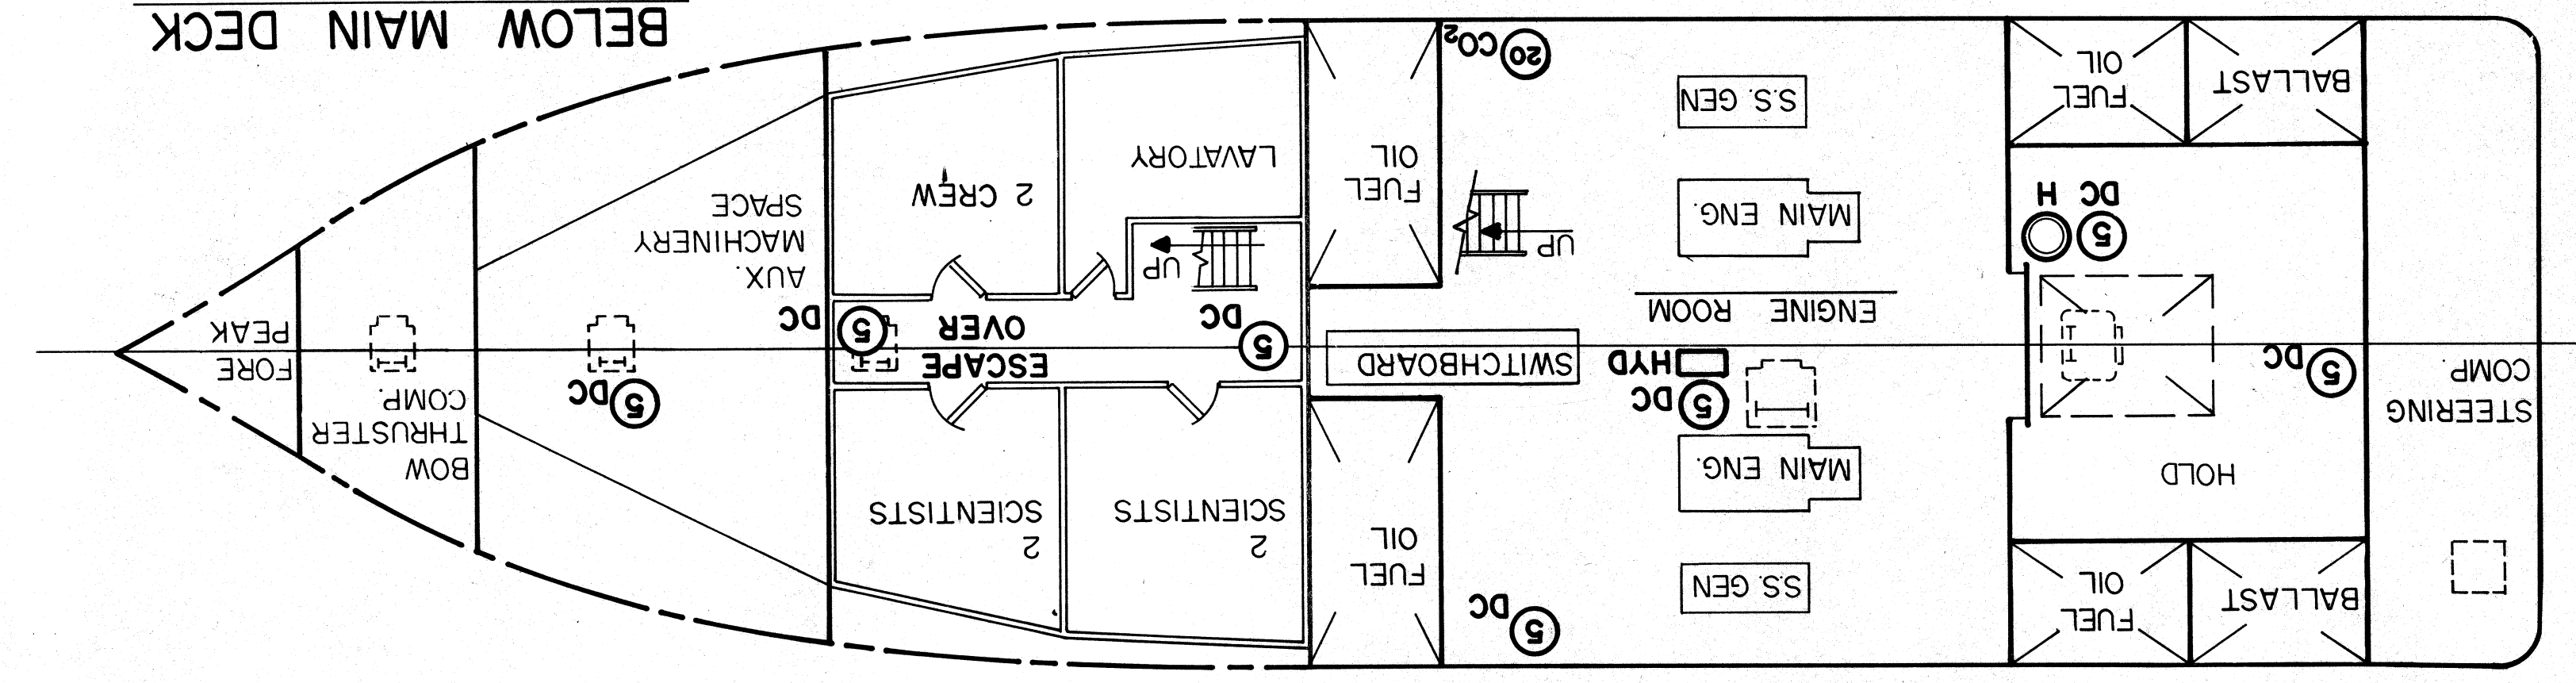 BALLAST
FUEL
OIL
S.S. GEN
5 DC
FUEL
OIL
2
SCIENTISTS
2
SCIENTISTS
HOLD
MAIN ENG.
BOW
THRUSTER
COMP.
STEERING
COMP.
5 DC
5 DC
HYD
SWITCHBOARD
5 DC
ESCAPE
OVER
5 DC
5 DC
FORE
PEAK
ENGINE ROOM
5
DC
H
MAIN ENG.
UP
UP
AUX.
MACHINERY
SPACE
FUEL
OIL
LAVATORY
2 CREW
BALLAST
FUEL
OIL
S.S. GEN
20 CO₂
BELOW MAIN DECK